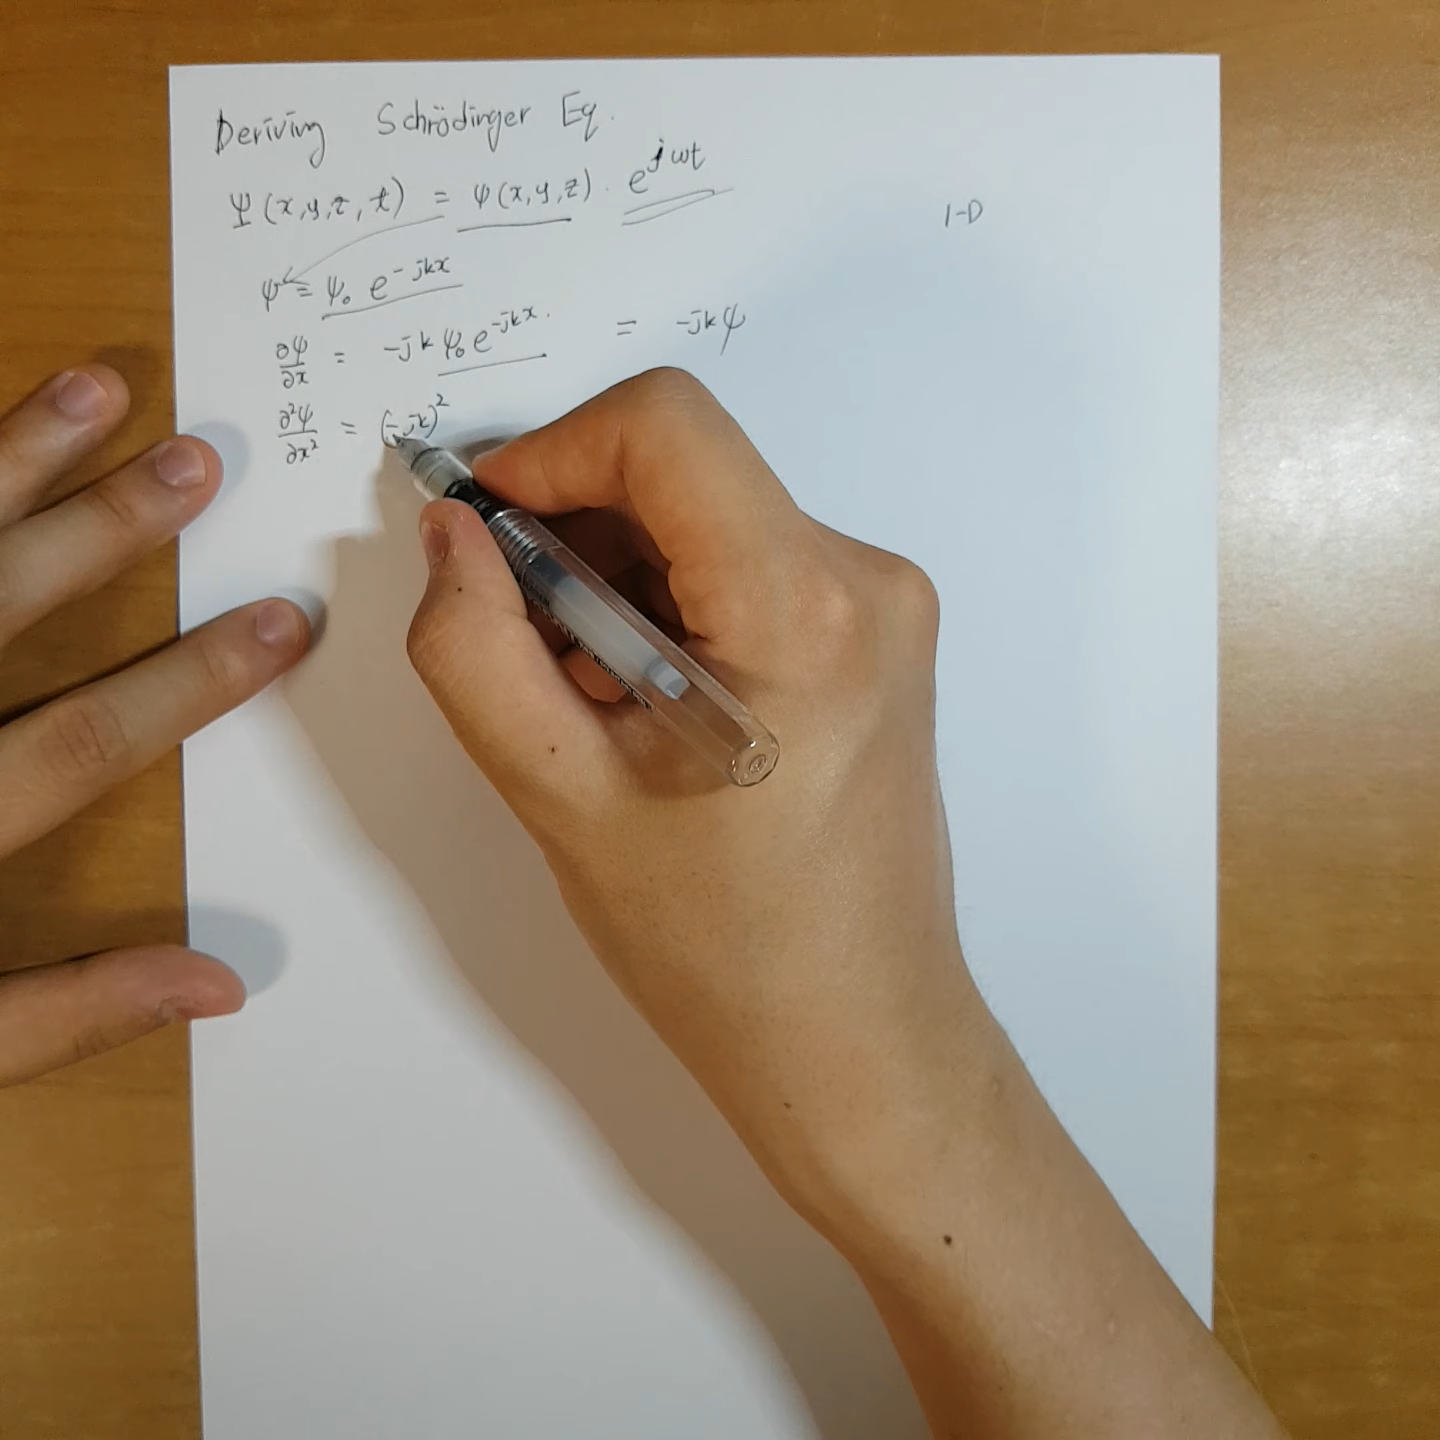 Deriving Schrödinger Eq.
Ψ(x,y,z,t) = ψ(x,y,z) · e^{jωt}
1-D
ψ = ψ₀ e^{-jkx}
∂ψ/∂x = -jk ψ₀ e^{-jkx}. = -jkψ
∂²ψ/∂x² = (-jk)²